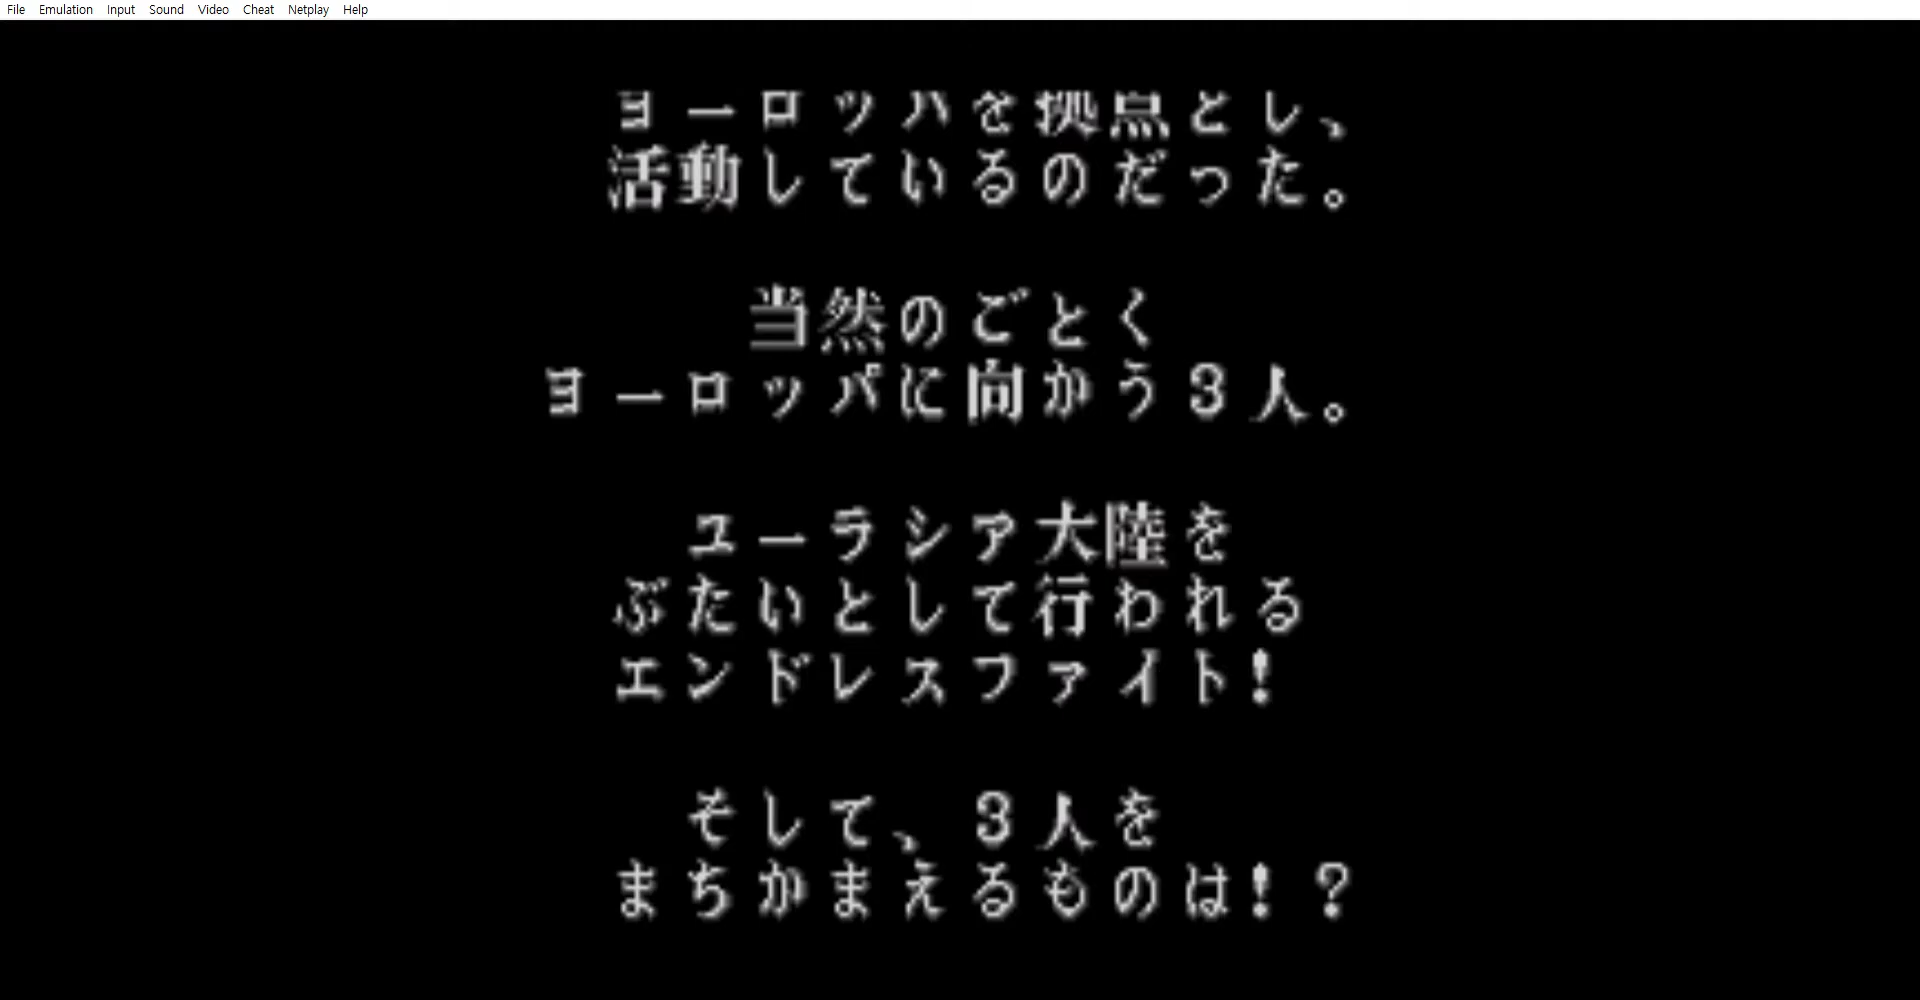 File Emulation Input Sound Video Cheat Netplay Help
ヨーロッパを拠点とし、
活動しているのだった。
当然のごとく
ヨーロッパに向かう3人。
ユーラシア大陸を
ぶたいとして行われる
エンドレスファイト!
そして、3人を
まちかまえるものは!?